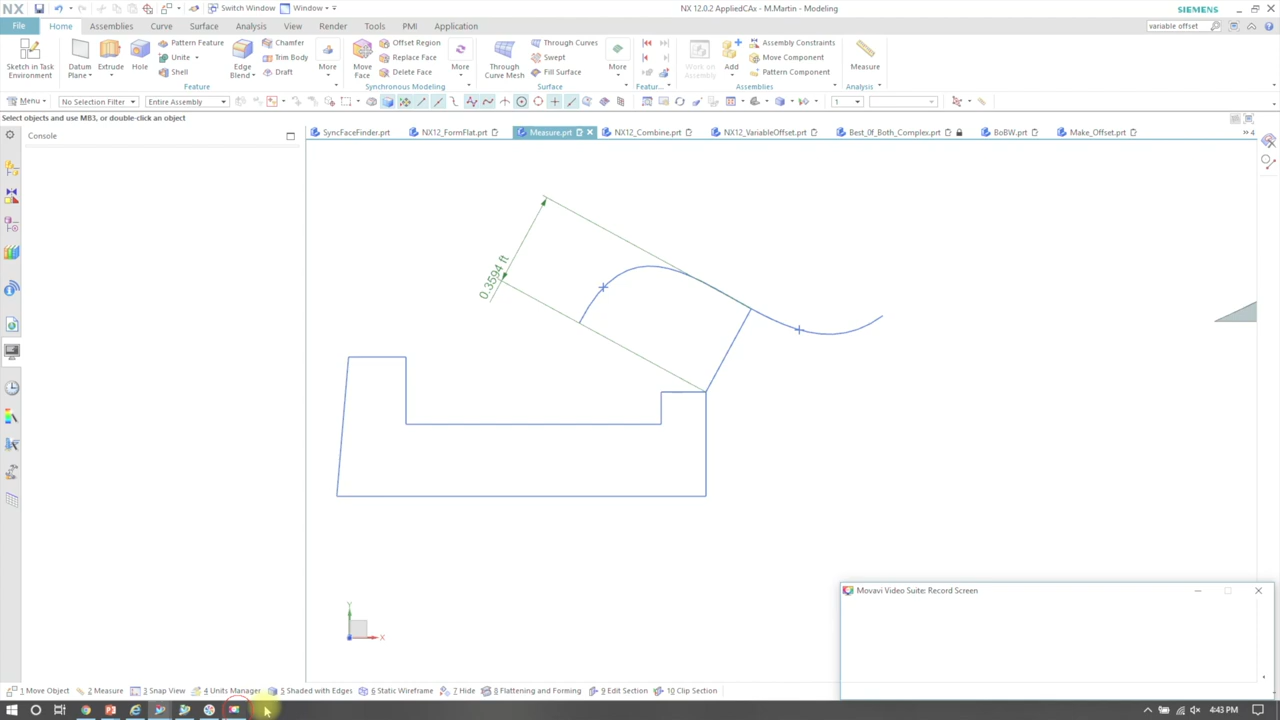 NX
Switch Window
Window
NX 12.0.2 AppliedCAx - M.Martin - Modeling
SIEMENS
File
Home
Assemblies
Curve
Surface
Analysis
View
Render
Tools
PMI
Application
variable offset
Sketch in Task
Environment
Datum
Plane
Extrude
Hole
Pattern Feature
Unite
Shell
Edge
Blend
Chamfer
Trim Body
Draft
More
Move
Face
Offset Region
Replace Face
Delete Face
More
Through
Curve Mesh
Through Curves
Swept
Fill Surface
More
Work on
Assembly
Add
Assembly Constraints
Move Component
Pattern Component
Measure
Feature
Synchronous Modeling
Surface
Featur...
Assemblies
Analysis
Menu
No Selection Filter
Entire Assembly
1
Select objects and use MB3, or double-click an object
Console
SyncFaceFinder.prt
NX12_FormFlat.prt
Measure.prt
NX12_Combine.prt
NX12_VariableOffset.prt
Best_0f_Both_Complex.prt
BoBW.prt
Make_Offset.prt
4
0.3594 ft
Y
X
Movavi Video Suite: Record Screen
1 Move Object
2 Measure
3 Snap View
4 Units Manager
5 Shaded with Edges
6 Static Wireframe
7 Hide
8 Flattening and Forming
9 Edit Section
10 Clip Section
4:43 PM